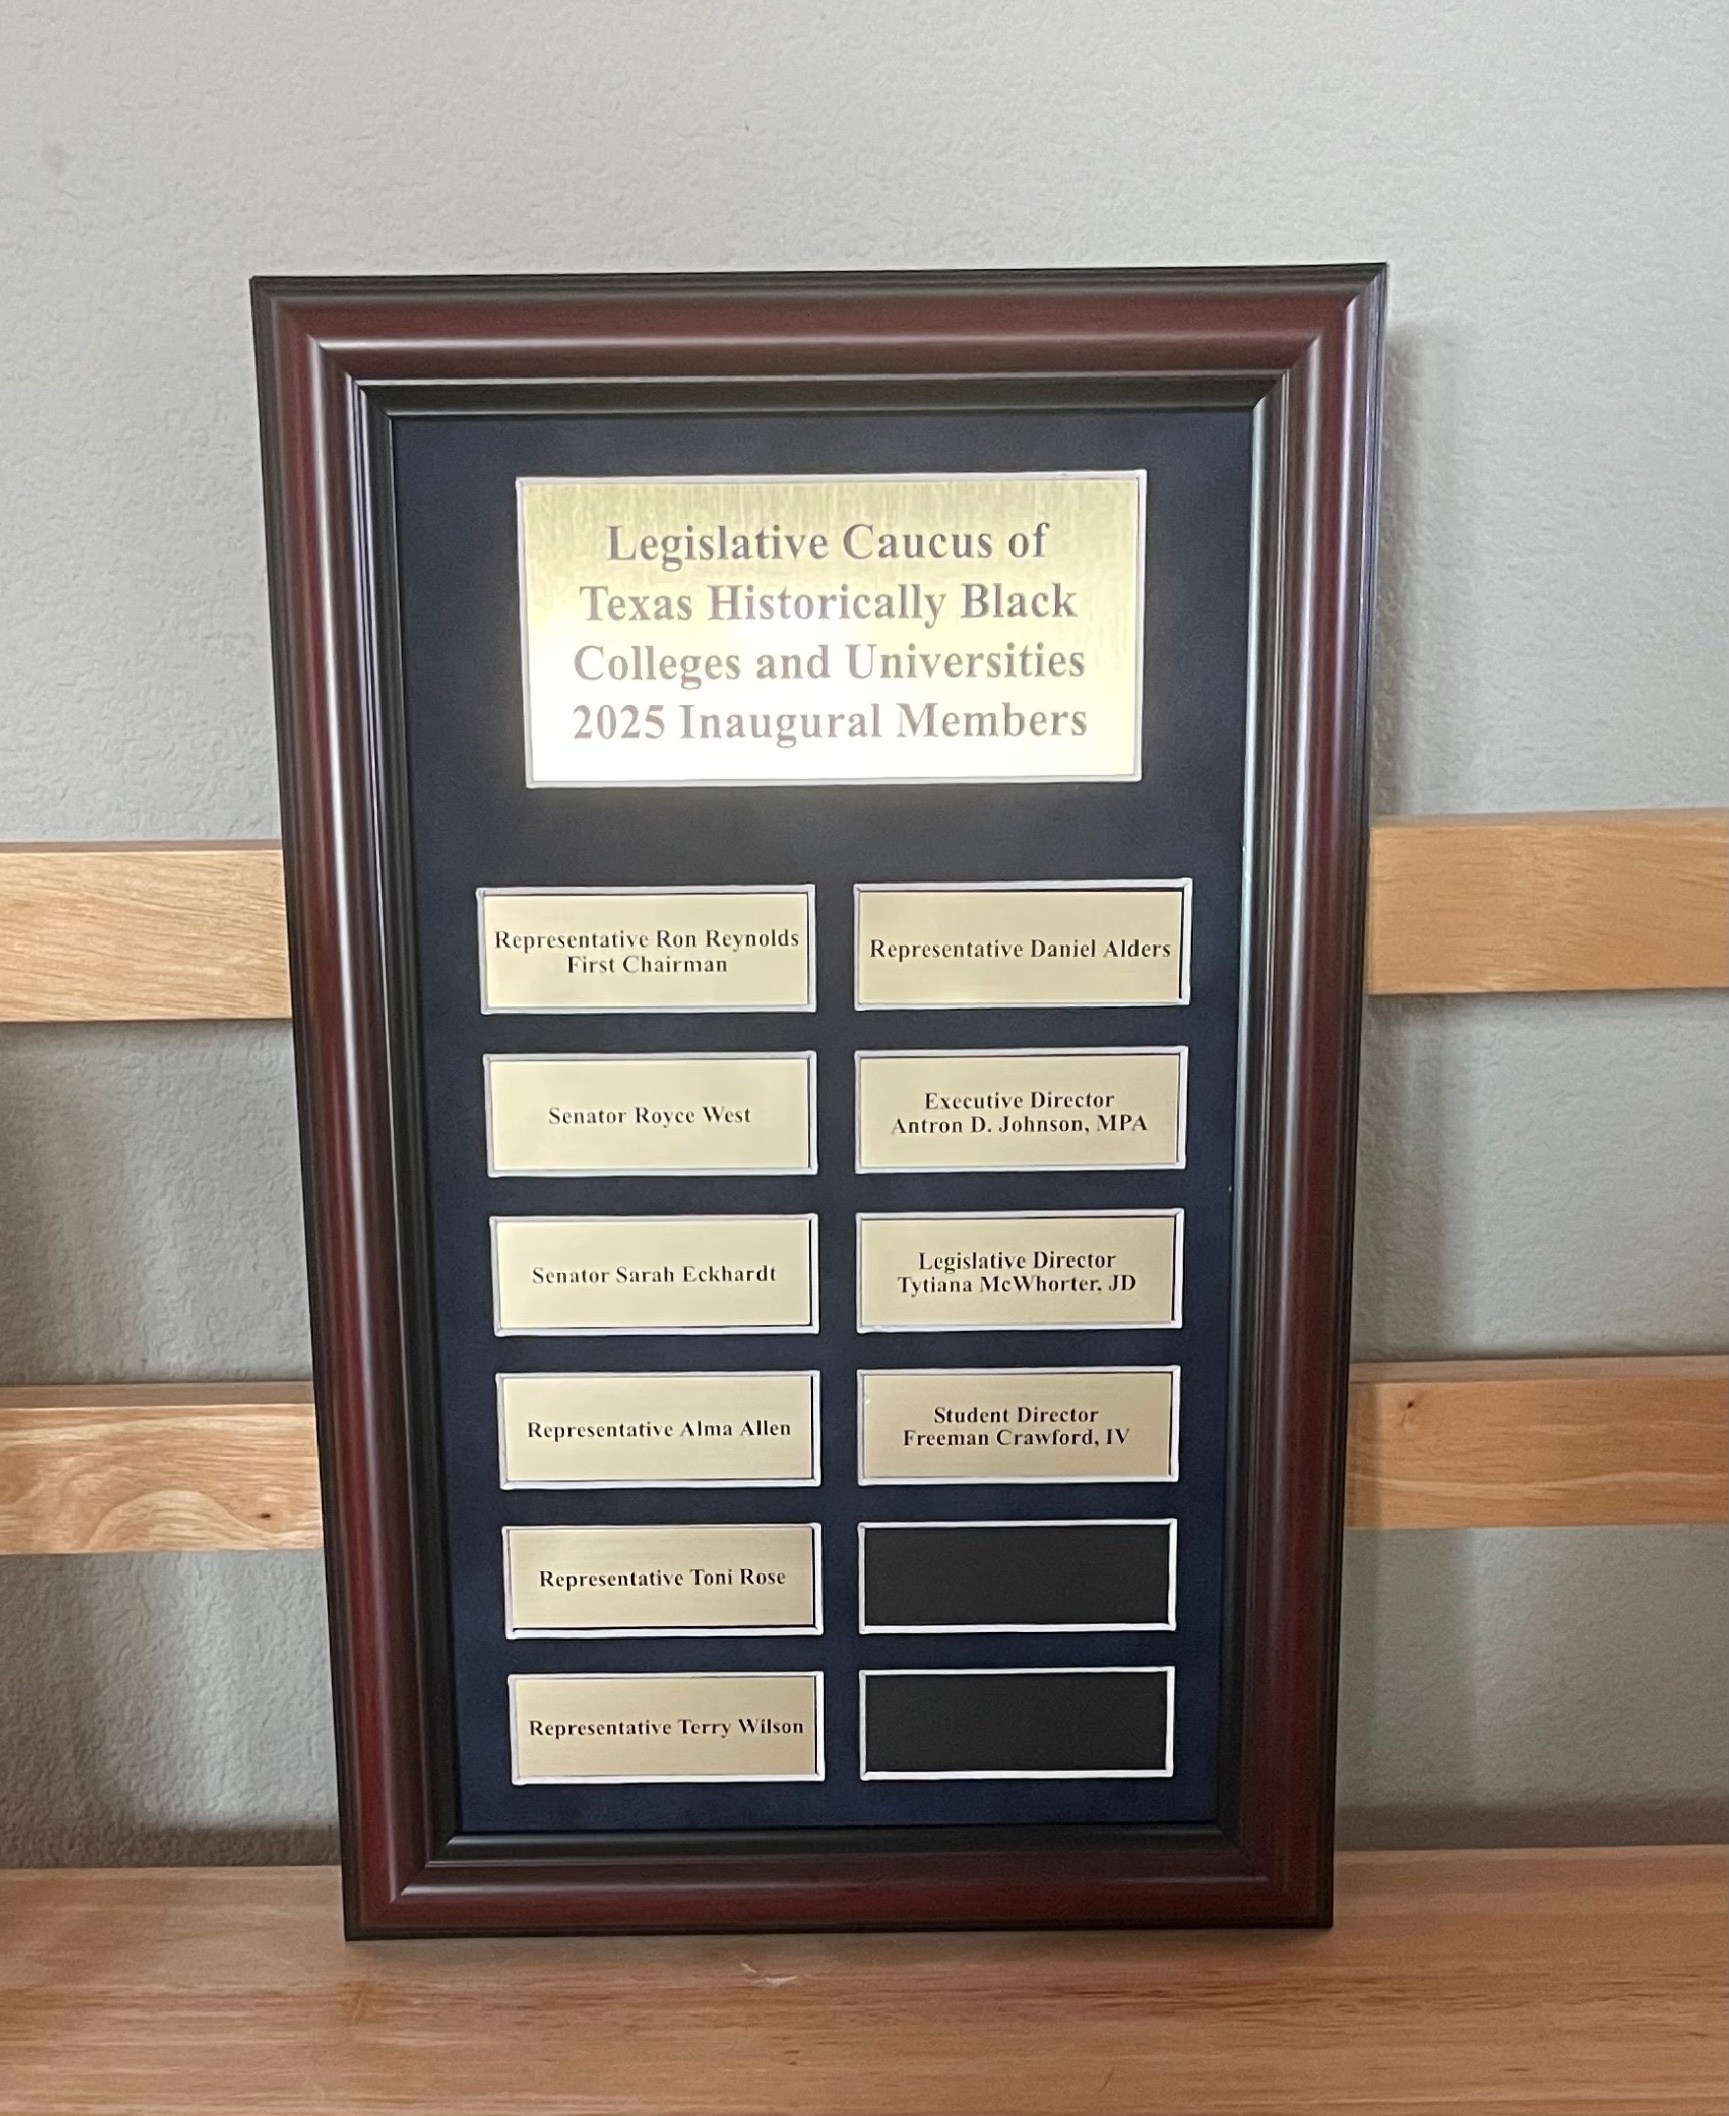 Legislative Caucus of
Texas Historically Black
Colleges and Universities
2025 Inaugural Members
Representative Ron Reynolds
First Chairman
Senator Royce West
Senator Sarah Eckhardt
Representative Alma Allen
Representative Toni Rose
Representative Terry Wilson
Representative Daniel Alders
Executive Director
Antron D. Johnson, MPA
Legislative Director
Tytiana McWhorter, JD
Student Director
Freeman Crawford, IV